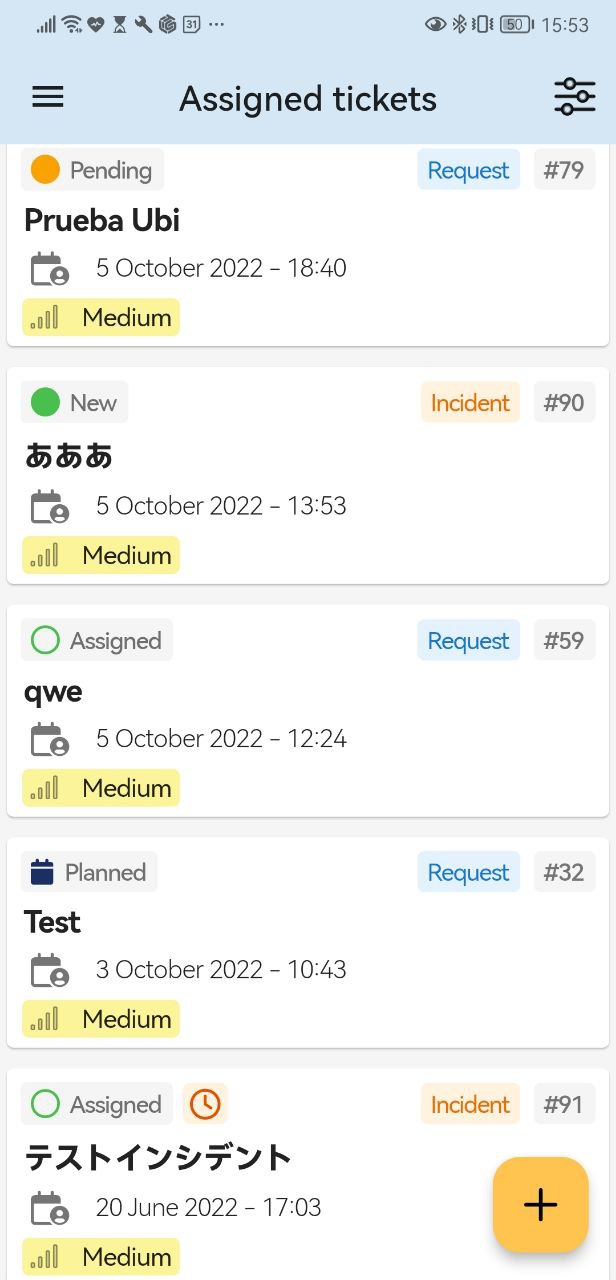 31 50 15:53
Assigned tickets
Pending Request #79
Prueba Ubi
5 October 2022 - 18:40
Medium
New Incident #90
あああ
5 October 2022 - 13:53
Medium
Assigned Request #59
qwe
5 October 2022 - 12:24
Medium
Planned Request #32
Test
3 October 2022 - 10:43
Medium
Assigned Incident #91
テストインシデント
20 June 2022 - 17:03
Medium